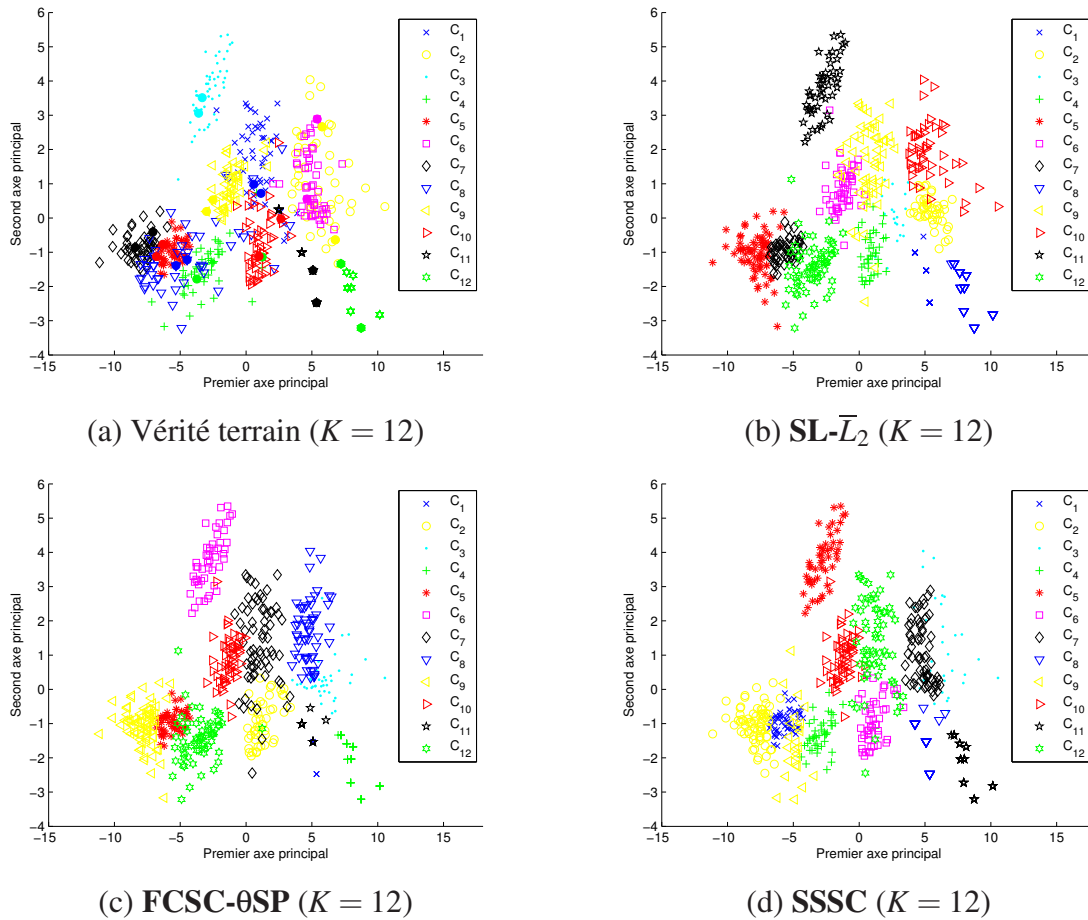 6
5
4
3
2
1
0
−1
−2
−3
−4
−15
−10
−5
0
5
10
15
Second axe principal
Premier axe principal
C1
C2
C3
C4
C5
C6
C7
C8
C9
C10
C11
C12
(a) Vérité terrain (K = 12)
6
5
4
3
2
1
0
−1
−2
−3
−4
−15
−10
−5
0
5
10
15
Second axe principal
Premier axe principal
C1
C2
C3
C4
C5
C6
C7
C8
C9
C10
C11
C12
(b) SL-L̅2 (K = 12)
6
5
4
3
2
1
0
−1
−2
−3
−4
−15
−10
−5
0
5
10
15
Second axe principal
Premier axe principal
C1
C2
C3
C4
C5
C6
C7
C8
C9
C10
C11
C12
(c) FCSC-θSP (K = 12)
6
5
4
3
2
1
0
−1
−2
−3
−4
−15
−10
−5
0
5
10
15
Second axe principal
Premier axe principal
C1
C2
C3
C4
C5
C6
C7
C8
C9
C10
C11
C12
(d) SSSC (K = 12)